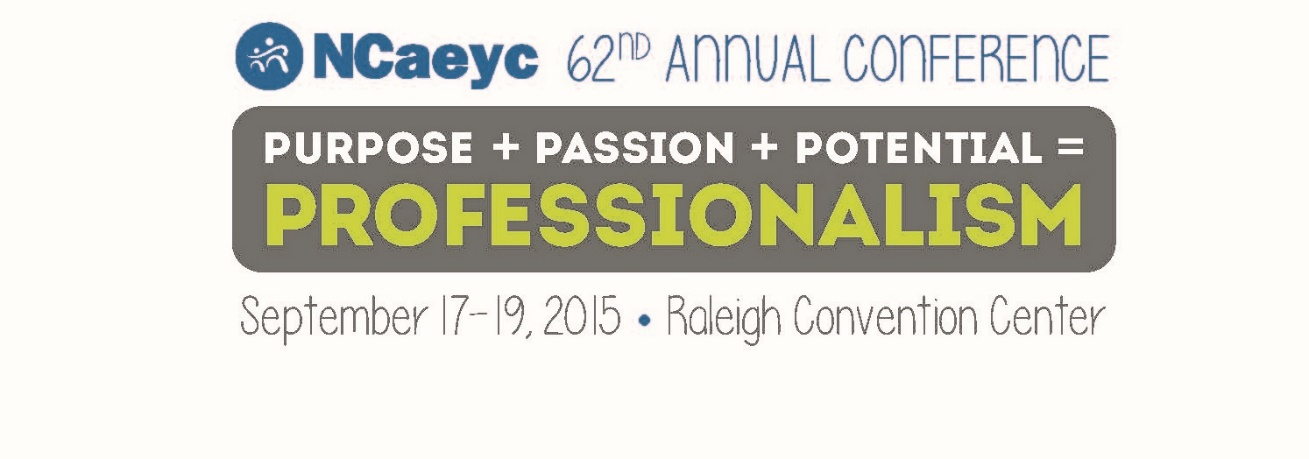 NCaeyc 62ND ANNUAL CONFERENCE
PURPOSE + PASSION + POTENTIAL =
PROFESSIONALISM
September 17-19, 2015 • Raleigh Convention Center